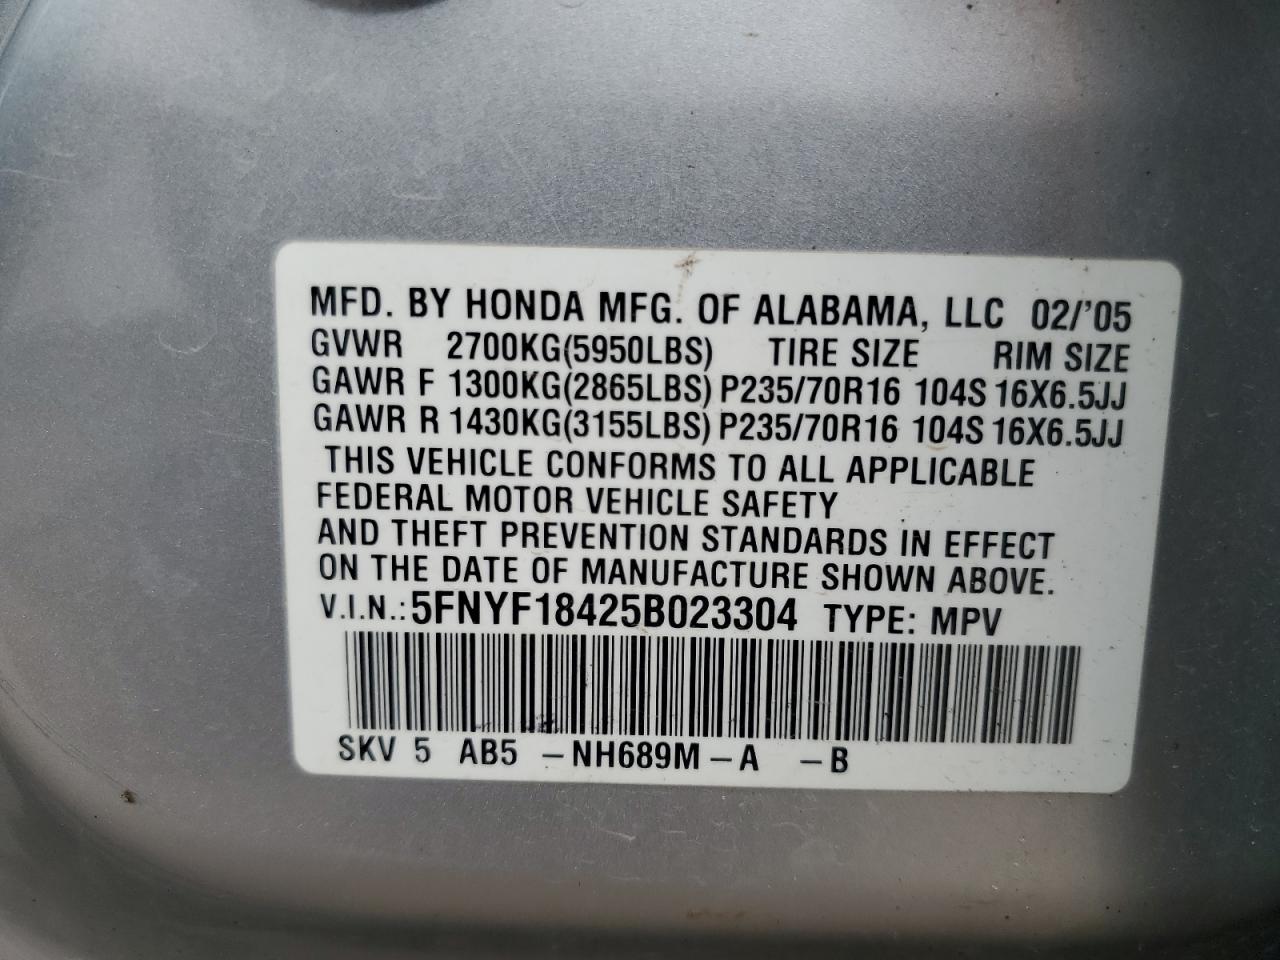 MFD. BY HONDA MFG. OF ALABAMA, LLC 02/'05
GVWR 2700KG(5950LBS) TIRE SIZE RIM SIZE
GAWR F 1300KG(2865LBS) P235/70R16 104S 16X6.5JJ
GAWR R 1430KG(3155LBS) P235/70R16 104S 16X6.5JJ
THIS VEHICLE CONFORMS TO ALL APPLICABLE
FEDERAL MOTOR VEHICLE SAFETY
AND THEFT PREVENTION STANDARDS IN EFFECT
ON THE DATE OF MANUFACTURE SHOWN ABOVE.
V.I.N.: 5FNYF18425B023304 TYPE: MPV
SKV 5 AB5 -NH689M-A -B